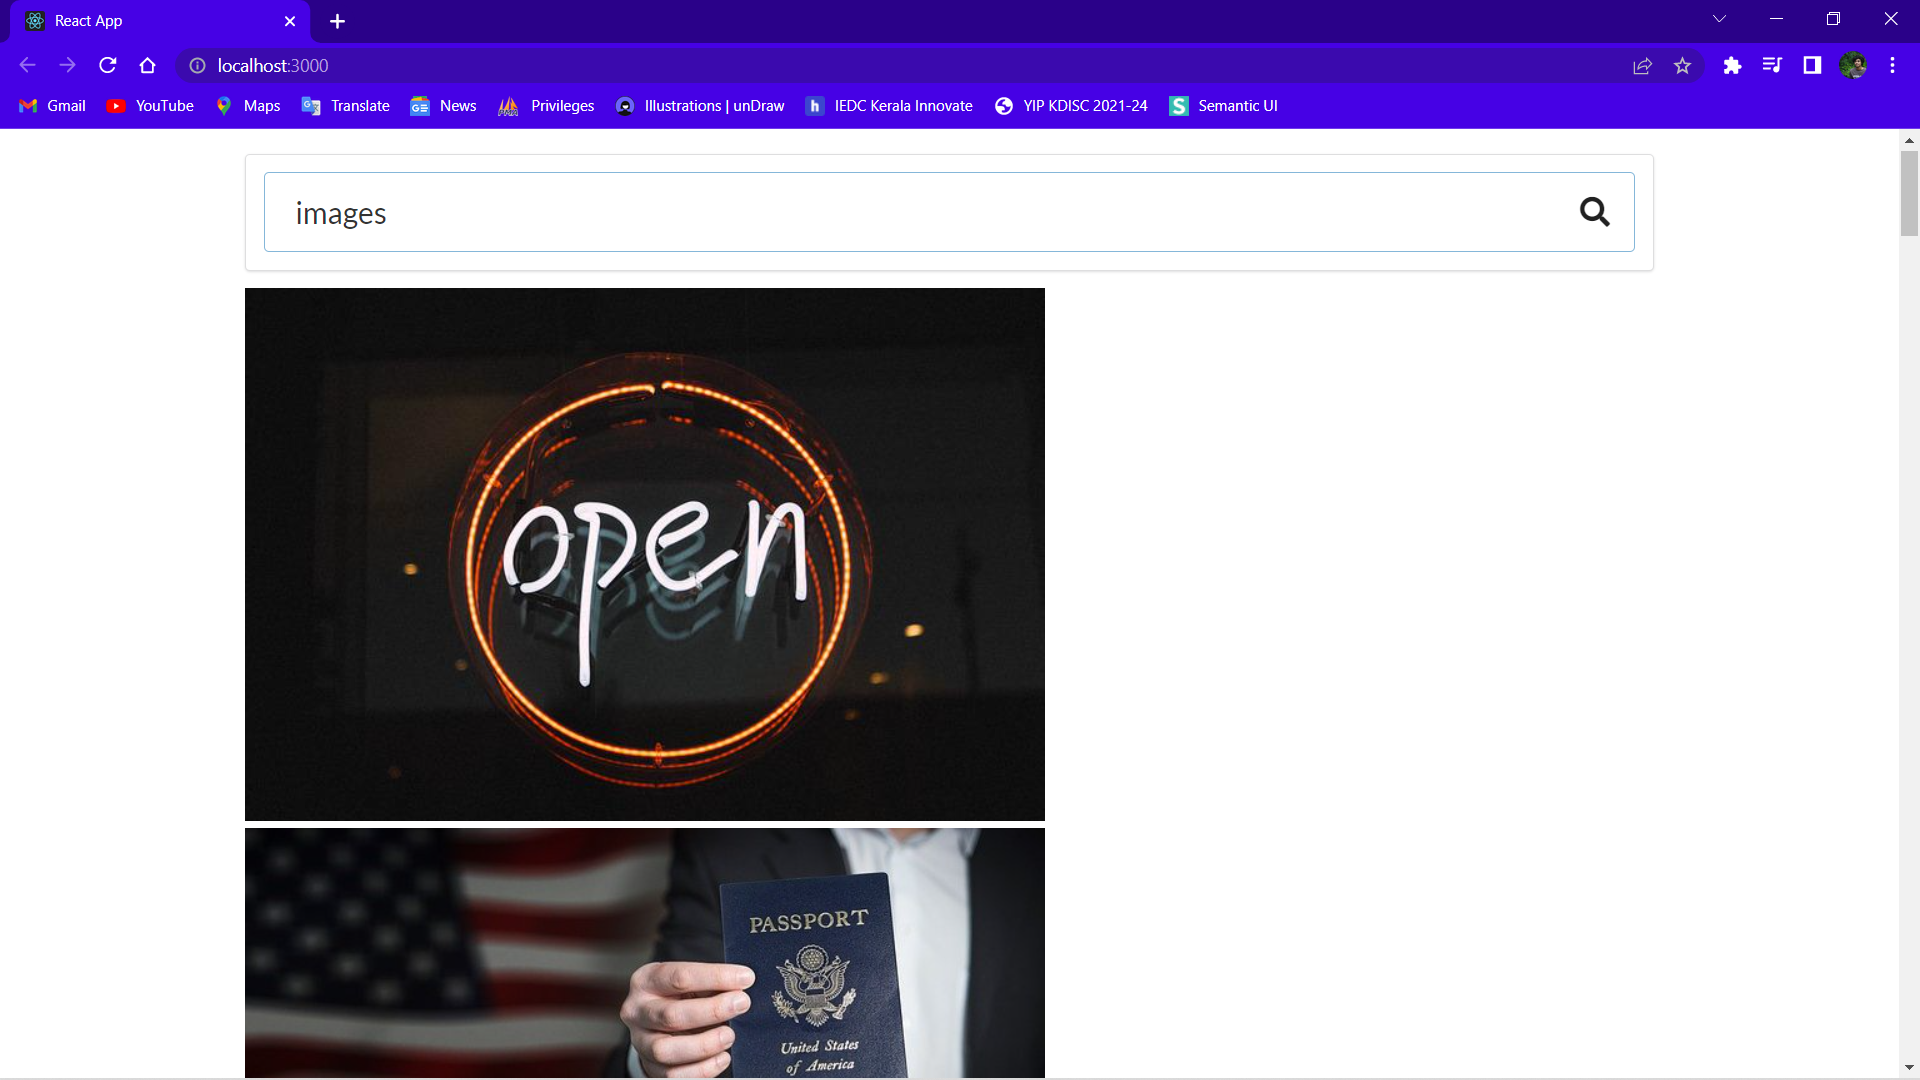 React App
localhost:3000
Gmail YouTube Maps Translate News Privileges Illustrations | unDraw IEDC Kerala Innovate YIP KDISC 2021-24 Semantic UI
images
open
PASSPORT
United States
of America